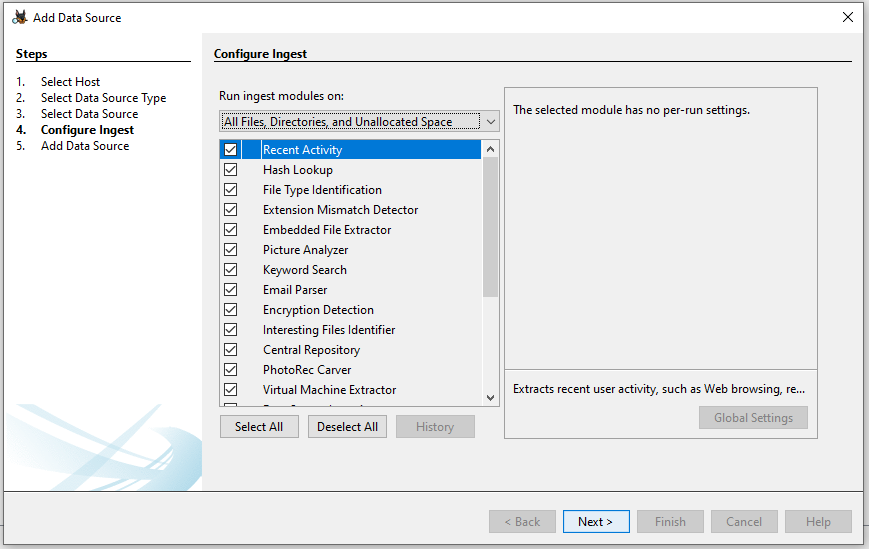 Add Data Source
Steps
1. Select Host
2. Select Data Source Type
3. Select Data Source
4. Configure Ingest
5. Add Data Source
Configure Ingest
Run ingest modules on:
All Files, Directories, and Unallocated Space
Recent Activity
Hash Lookup
File Type Identification
Extension Mismatch Detector
Embedded File Extractor
Picture Analyzer
Keyword Search
Email Parser
Encryption Detection
Interesting Files Identifier
Central Repository
PhotoRec Carver
Virtual Machine Extractor
Select All
Deselect All
History
The selected module has no per-run settings.
Extracts recent user activity, such as Web browsing, re...
Global Settings
< Back
Next >
Finish
Cancel
Help